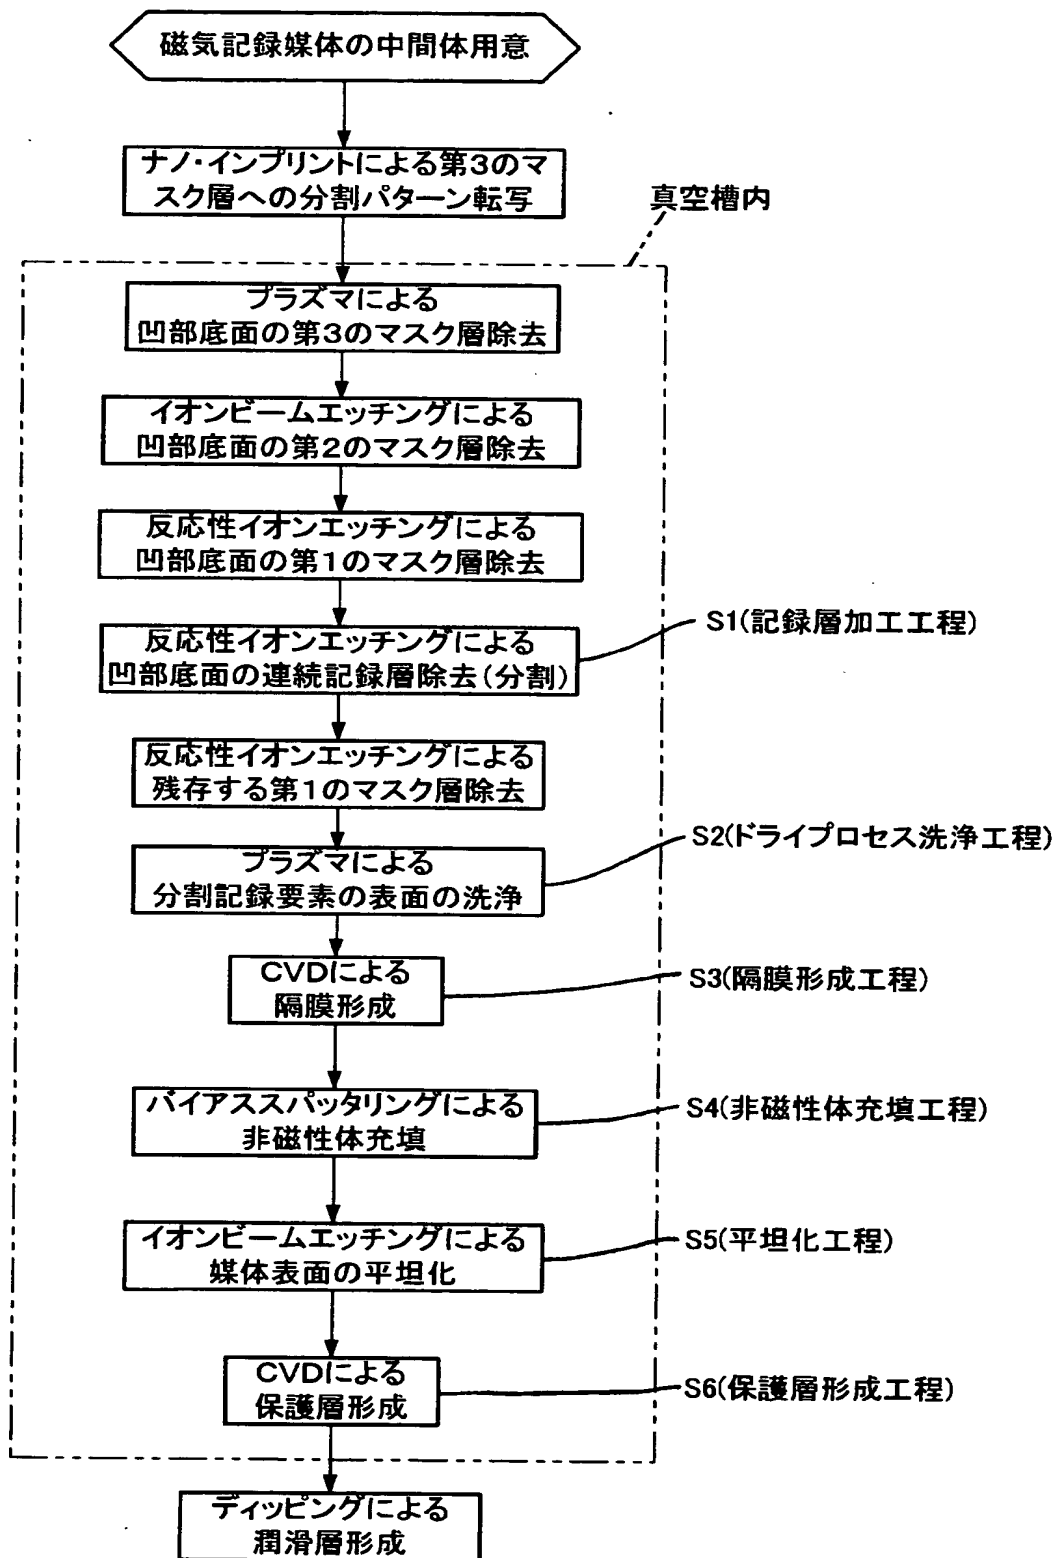 磁気記録媒体の中間体用意
ナノ・インプリントによる第3のマ
スク層への分割パターン転写
真空槽内
プラズマによる
凹部底面の第3のマスク層除去
イオンビームエッチングによる
凹部底面の第2のマスク層除去
反応性イオンエッチングによる
凹部底面の第1のマスク層除去
反応性イオンエッチングによる
凹部底面の連続記録層除去(分割)
S1(記録層加工工程)
反応性イオンエッチングによる
残存する第1のマスク層除去
プラズマによる
分割記録要素の表面の洗浄
S2(ドライプロセス洗浄工程)
CVDによる
隔膜形成
S3(隔膜形成工程)
バイアススパッタリングによる
非磁性体充填
S4(非磁性体充填工程)
イオンビームエッチングによる
媒体表面の平坦化
S5(平坦化工程)
CVDによる
保護層形成
S6(保護層形成工程)
ディッピングによる
潤滑層形成